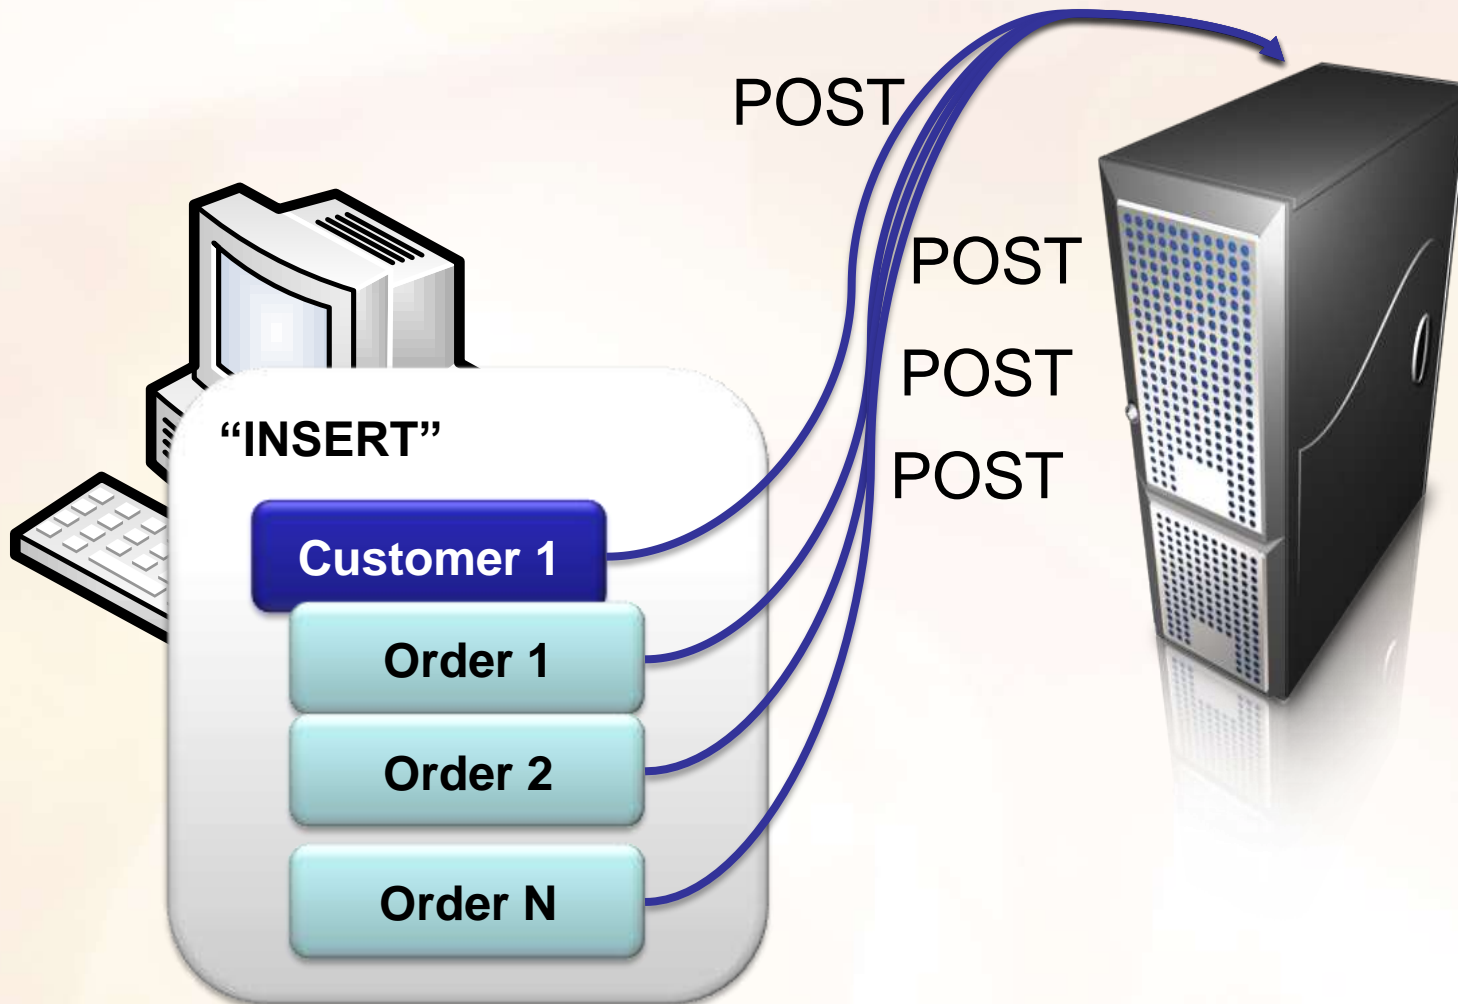 POST
POST
POST
POST
“INSERT”
Customer 1
Order 1
Order 2
Order N